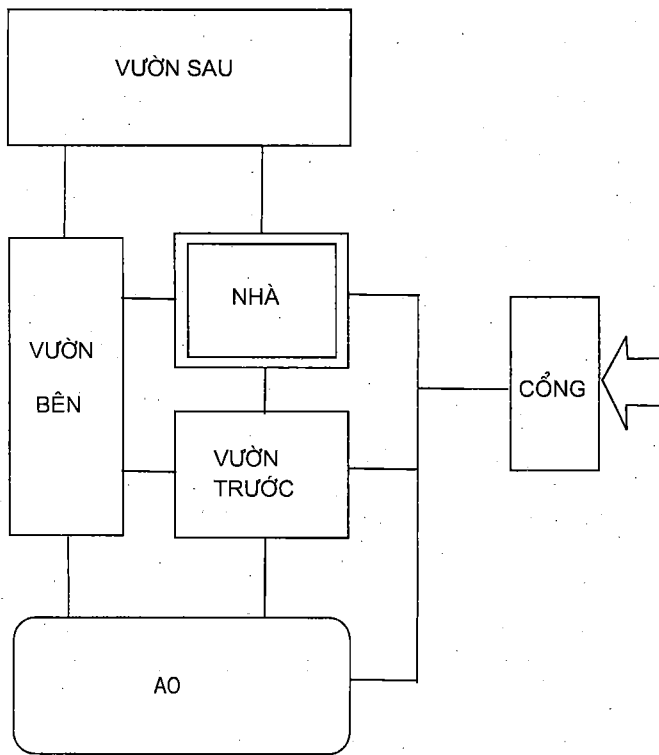 VƯỜN SAU
NHÀ
VƯỜN
BÊN
CỔNG
VƯỜN
TRƯỚC
AO